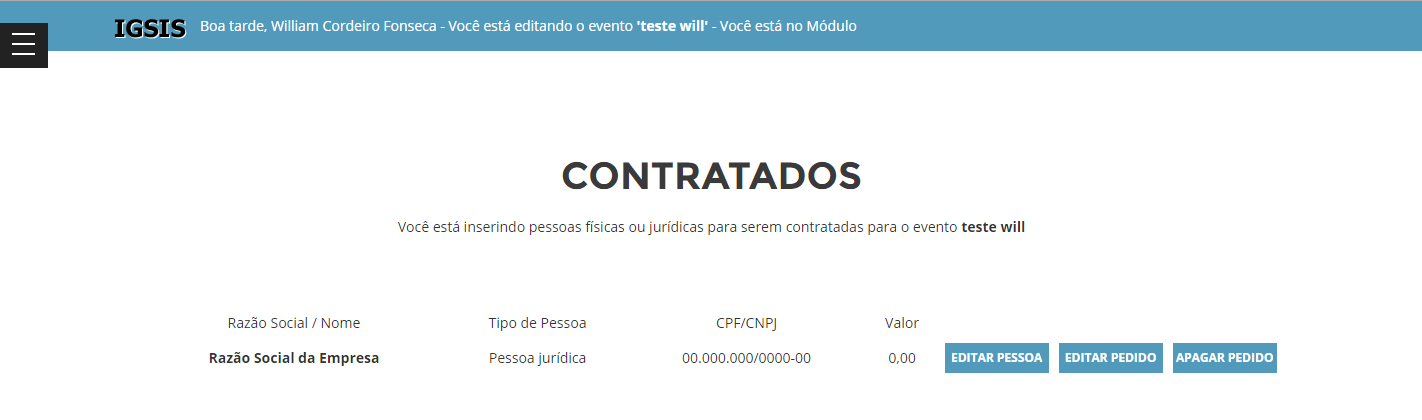 IGSIS Boa tarde, William Cordeiro Fonseca - Você está editando o evento 'teste will' - Você está no Módulo
CONTRATADOS
Você está inserindo pessoas físicas ou jurídicas para serem contratadas para o evento teste will
Razão Social / Nome Tipo de Pessoa CPF/CNPJ Valor
Razão Social da Empresa Pessoa jurídica 00.000.000/0000-00 0,00 EDITAR PESSOA EDITAR PEDIDO APAGAR PEDIDO